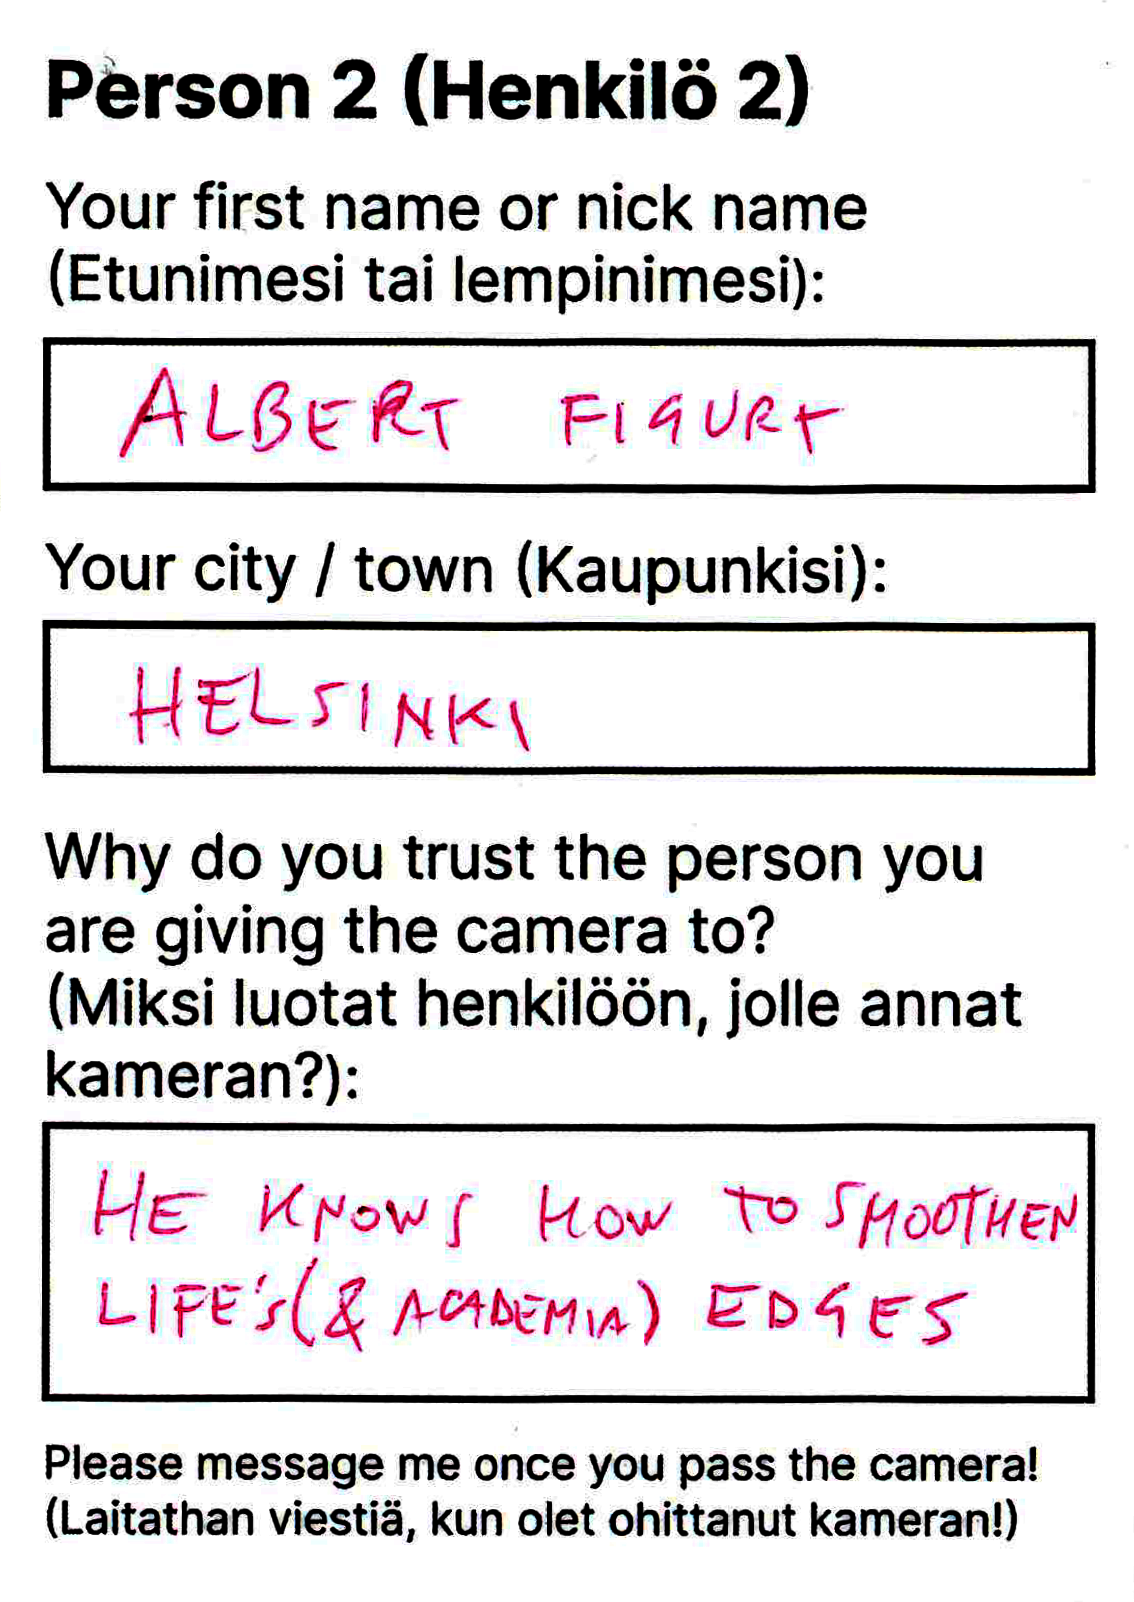 Person 2 (Henkilö 2)
Your first name or nick name
(Etunimesi tai lempinimesi):
ALBERT FIGURT
Your city / town (Kaupunkisi):
HELSINKI
Why do you trust the person you
are giving the camera to?
(Miksi luotat henkilöön, jolle annat
kameran?):
HE KNOWS HOW TO SMOOTHEN
LIFE'S (& ACADEMIA) EDGES
Please message me once you pass the camera!
(Laitathan viestiä, kun olet ohittanut kameran!)